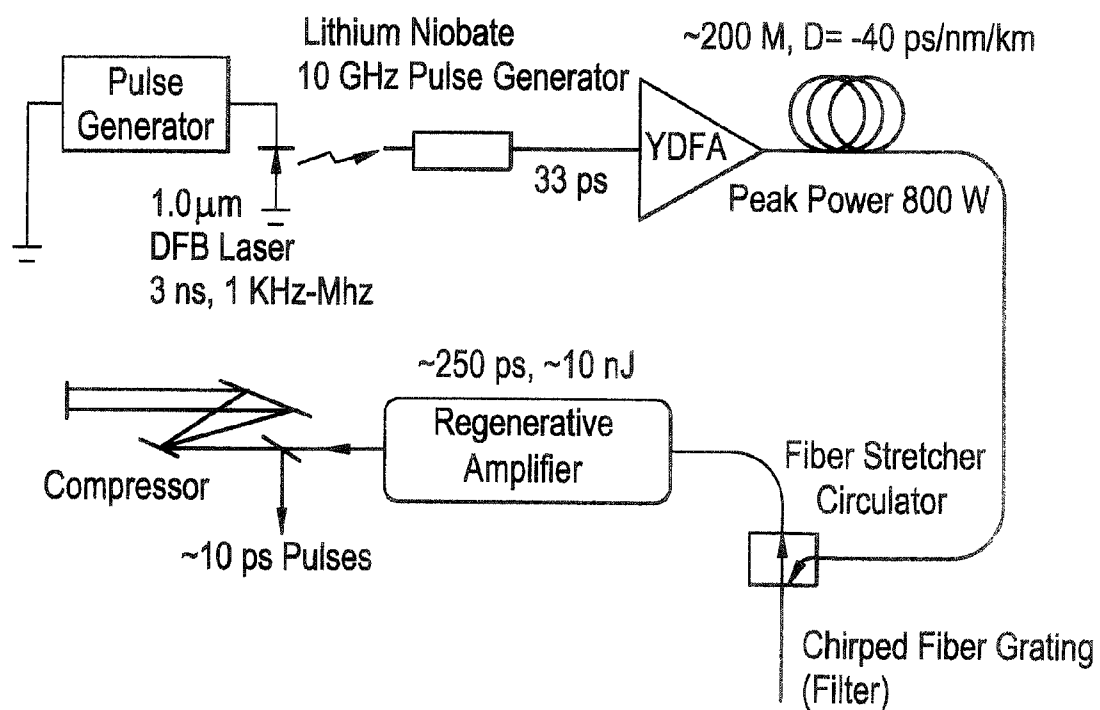 Lithium Niobate
10 GHz Pulse Generator
~200 M, D= -40 ps/nm/km
Pulse
Generator
YDFA
33 ps
Peak Power 800 W
1.0μm
DFB Laser
3 ns, 1 KHz-Mhz
~250 ps, ~10 nJ
Regenerative
Amplifier
Fiber Stretcher
Circulator
Compressor
~10 ps Pulses
Chirped Fiber Grating
(Filter)